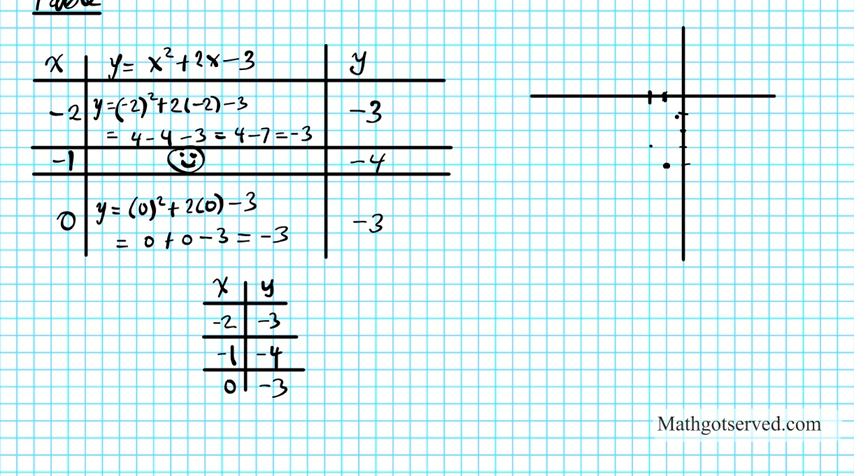 Table
x y = x² + 2x - 3 y
-2 y = (-2)² + 2(-2) - 3 -3
= 4 - 4 - 3 = 4 - 7 = -3
-1 -4
0 y = (0)² + 2(0) - 3 -3
= 0 + 0 - 3 = -3
x y
-2 -3
-1 -4
0 -3
Mathgotserved.com